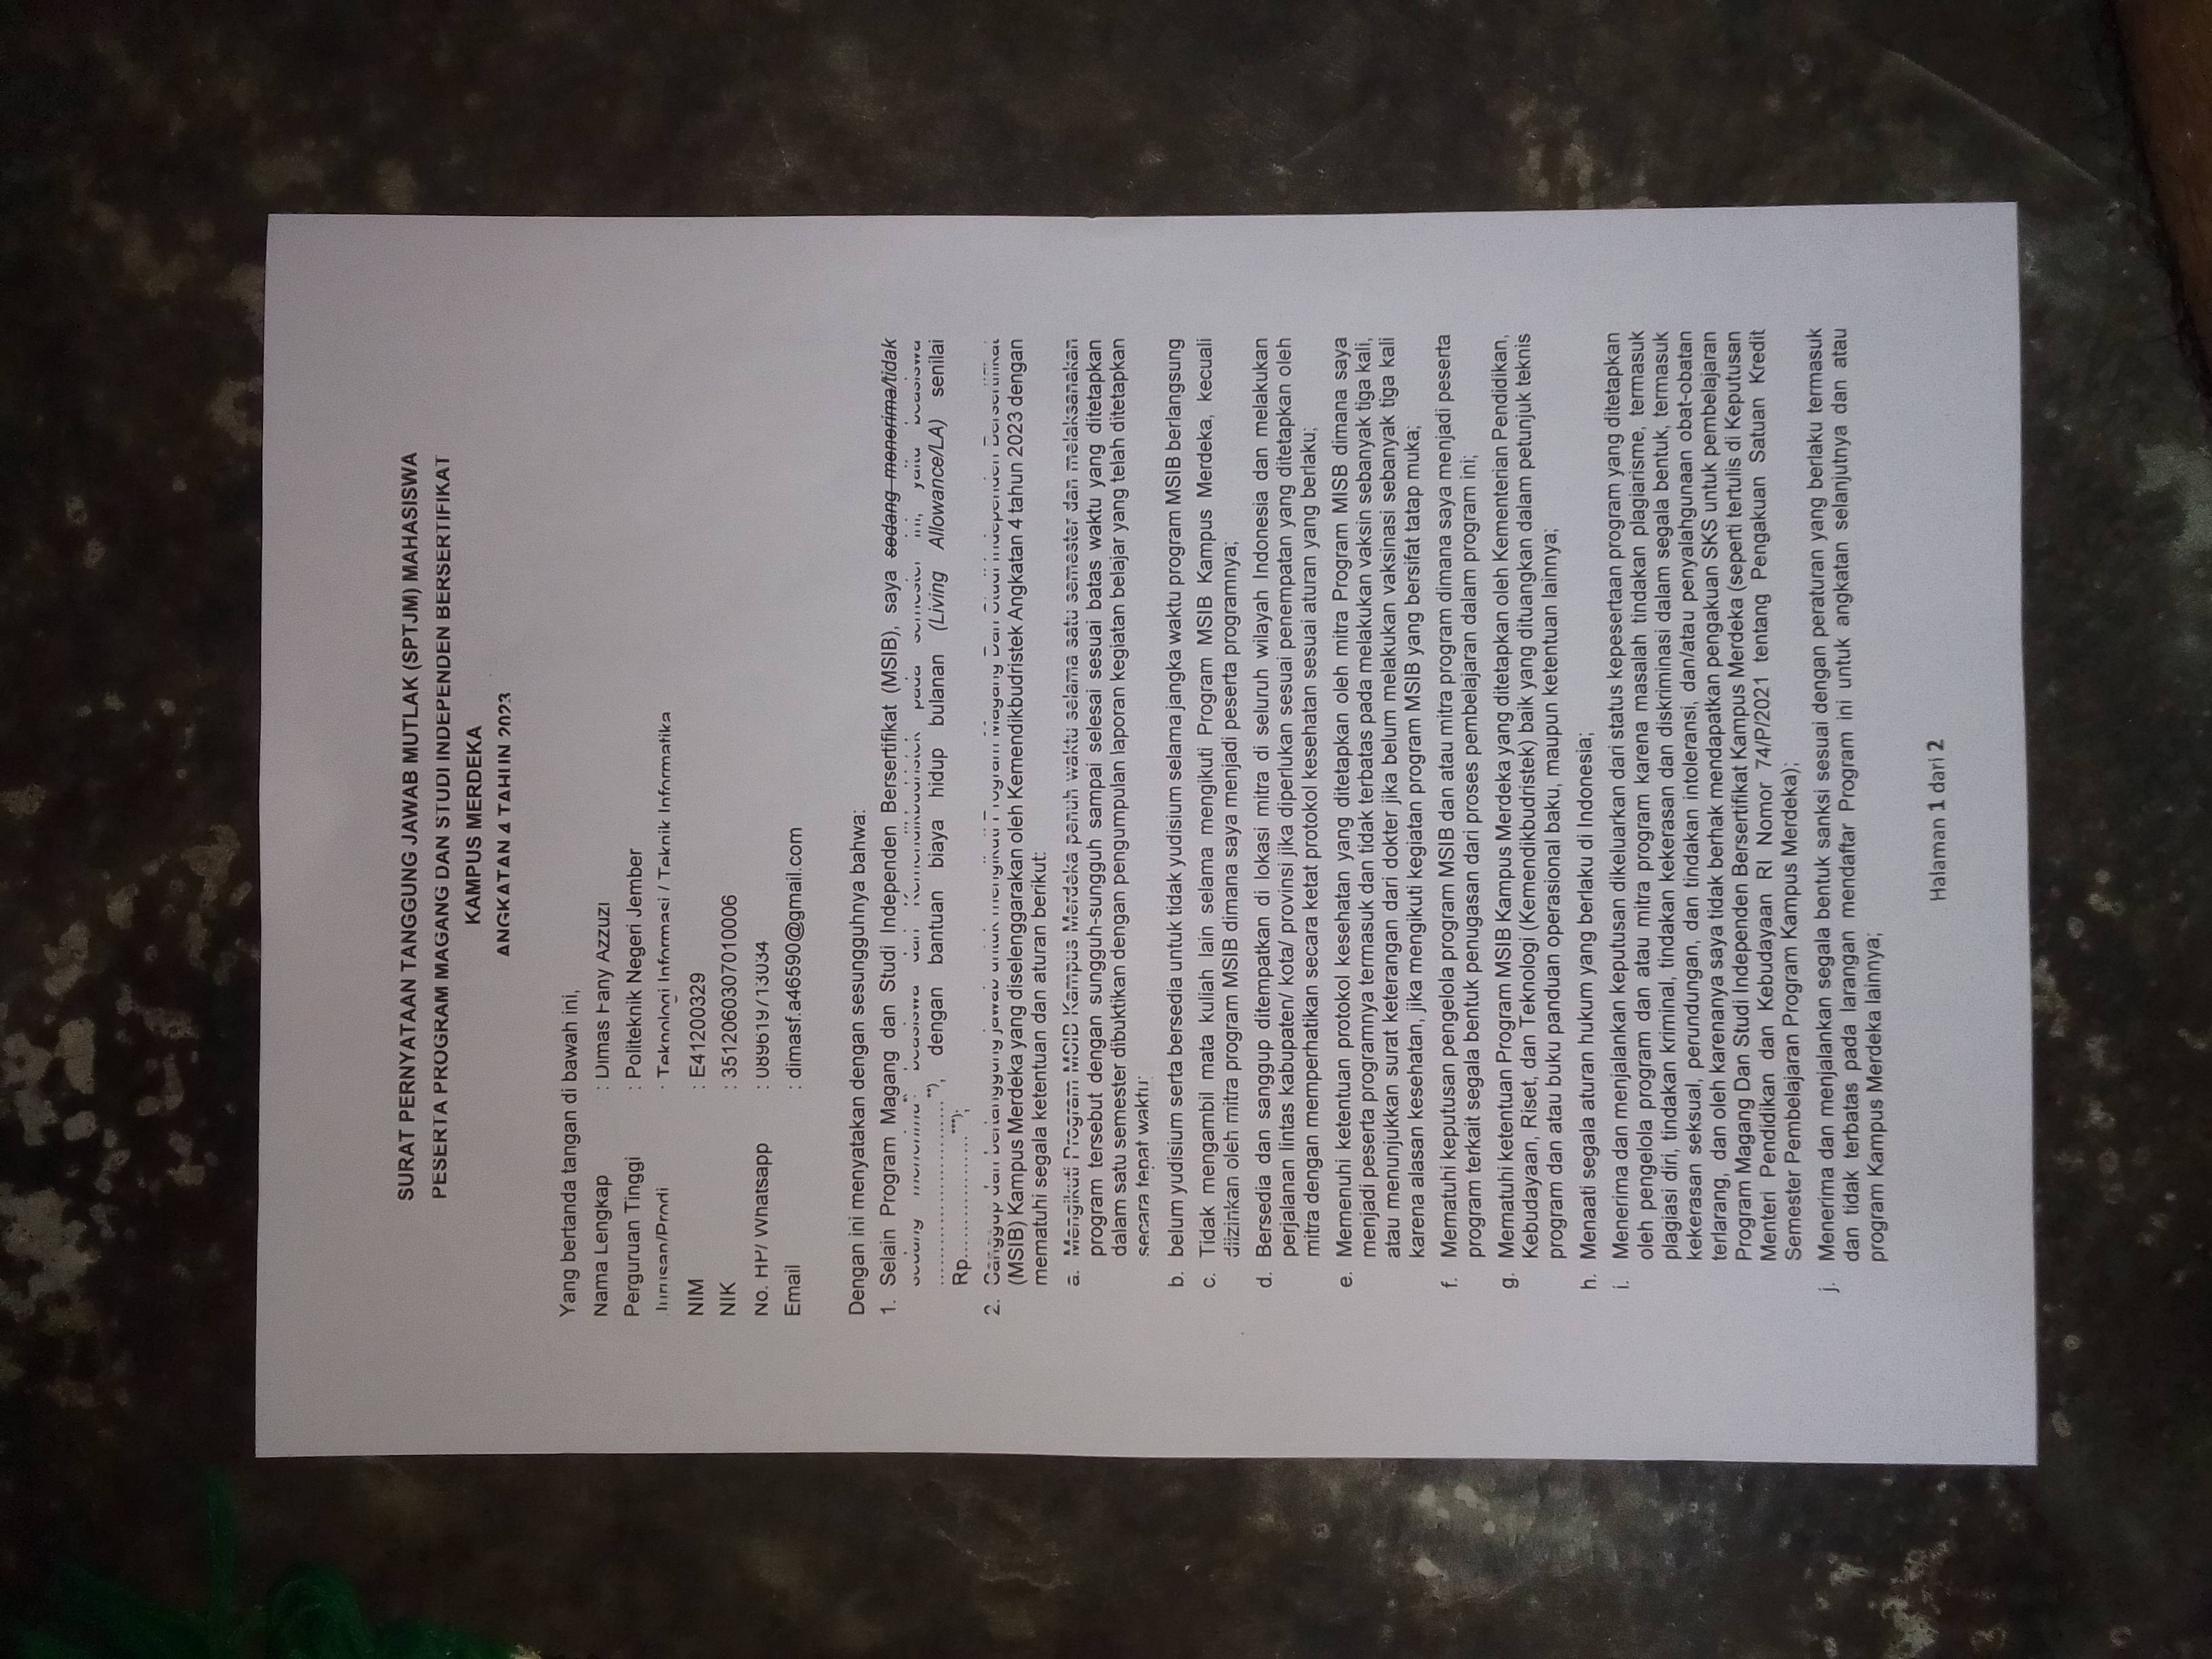 SURAT PERNYATAAN TANGGUNG JAWAB MUTLAK (SPTJM) MAHASISWA
PESERTA PROGRAM MAGANG DAN STUDI INDEPENDEN BERSERTIFIKAT
KAMPUS MERDEKA
ANGKATAN 4 TAHUN 2023
Yang bertanda tangan di bawah ini,
Nama Lengkap : Dimas Fany Azzuzi
Perguruan Tinggi : Politeknik Negeri Jember
Jurusan/Prodi : Teknologi Informasi / Teknik Informatika
NIM : E41200329
NIK : 3512060307010006
No. HP/ Whatsapp : 089619713034
Email : dimasf.a46590@gmail.com
Dengan ini menyatakan dengan sesungguhnya bahwa:
1. Selain Program Magang dan Studi Independen Bersertifikat (MSIB), saya sedang menerima/tidak
sedang menerima*) beasiswa dari Kemendikbudristek pada semester ini, yaitu beasiswa
........................**), dengan bantuan biaya hidup bulanan (Living Allowance/LA) senilai
Rp...............***);
2. Sanggup dan bertanggung jawab untuk mengikuti Program Magang Dan Studi Independen Bersertifikat
(MSIB) Kampus Merdeka yang diselenggarakan oleh Kemendikbudristek Angkatan 4 tahun 2023 dengan
mematuhi segala ketentuan dan aturan berikut:
a. Mengikuti Program MSIB Kampus Merdeka penuh waktu selama satu semester dan melaksanakan
program tersebut dengan sungguh-sungguh sampai selesai sesuai batas waktu yang ditetapkan
dalam satu semester dibuktikan dengan pengumpulan laporan kegiatan belajar yang telah ditetapkan
secara tepat waktu;
b. belum yudisium serta bersedia untuk tidak yudisium selama jangka waktu program MSIB berlangsung
c. Tidak mengambil mata kuliah lain selama mengikuti Program MSIB Kampus Merdeka, kecuali
diizinkan oleh mitra program MSIB dimana saya menjadi peserta programnya;
d. Bersedia dan sanggup ditempatkan di lokasi mitra di seluruh wilayah Indonesia dan melakukan
perjalanan lintas kabupaten/ kota/ provinsi jika diperlukan sesuai penempatan yang ditetapkan oleh
mitra dengan memperhatikan secara ketat protokol kesehatan sesuai aturan yang berlaku;
e. Memenuhi ketentuan protokol kesehatan yang ditetapkan oleh mitra Program MISB dimana saya
menjadi peserta programnya termasuk dan tidak terbatas pada melakukan vaksin sebanyak tiga kali,
atau menunjukkan surat keterangan dari dokter jika belum melakukan vaksinasi sebanyak tiga kali
karena alasan kesehatan, jika mengikuti kegiatan program MSIB yang bersifat tatap muka;
f. Mematuhi keputusan pengelola program MSIB dan atau mitra program dimana saya menjadi peserta
program terkait segala bentuk penugasan dari proses pembelajaran dalam program ini;
g. Mematuhi ketentuan Program MSIB Kampus Merdeka yang ditetapkan oleh Kementerian Pendidikan,
Kebudayaan, Riset, dan Teknologi (Kemendikbudristek) baik yang dituangkan dalam petunjuk teknis
program dan atau buku panduan operasional baku, maupun ketentuan lainnya;
h. Menaati segala aturan hukum yang berlaku di Indonesia;
i. Menerima dan menjalankan keputusan dikeluarkan dari status kepesertaan program yang ditetapkan
oleh pengelola program dan atau mitra program karena masalah tindakan plagiarisme, termasuk
plagiasi diri, tindakan kriminal, tindakan kekerasan dan diskriminasi dalam segala bentuk, termasuk
kekerasan seksual, perundungan, dan tindakan intoleransi, dan/atau penyalahgunaan obat-obatan
terlarang, dan oleh karenanya saya tidak berhak mendapatkan pengakuan SKS untuk pembelajaran
Program Magang Dan Studi Independen Bersertifikat Kampus Merdeka (seperti tertulis di Keputusan
Menteri Pendidikan dan Kebudayaan RI Nomor 74/P/2021 tentang Pengakuan Satuan Kredit
Semester Pembelajaran Program Kampus Merdeka);
j. Menerima dan menjalankan segala bentuk sanksi sesuai dengan peraturan yang berlaku termasuk
dan tidak terbatas pada larangan mendaftar Program ini untuk angkatan selanjutnya dan atau
program Kampus Merdeka lainnya;
Halaman 1 dari 2